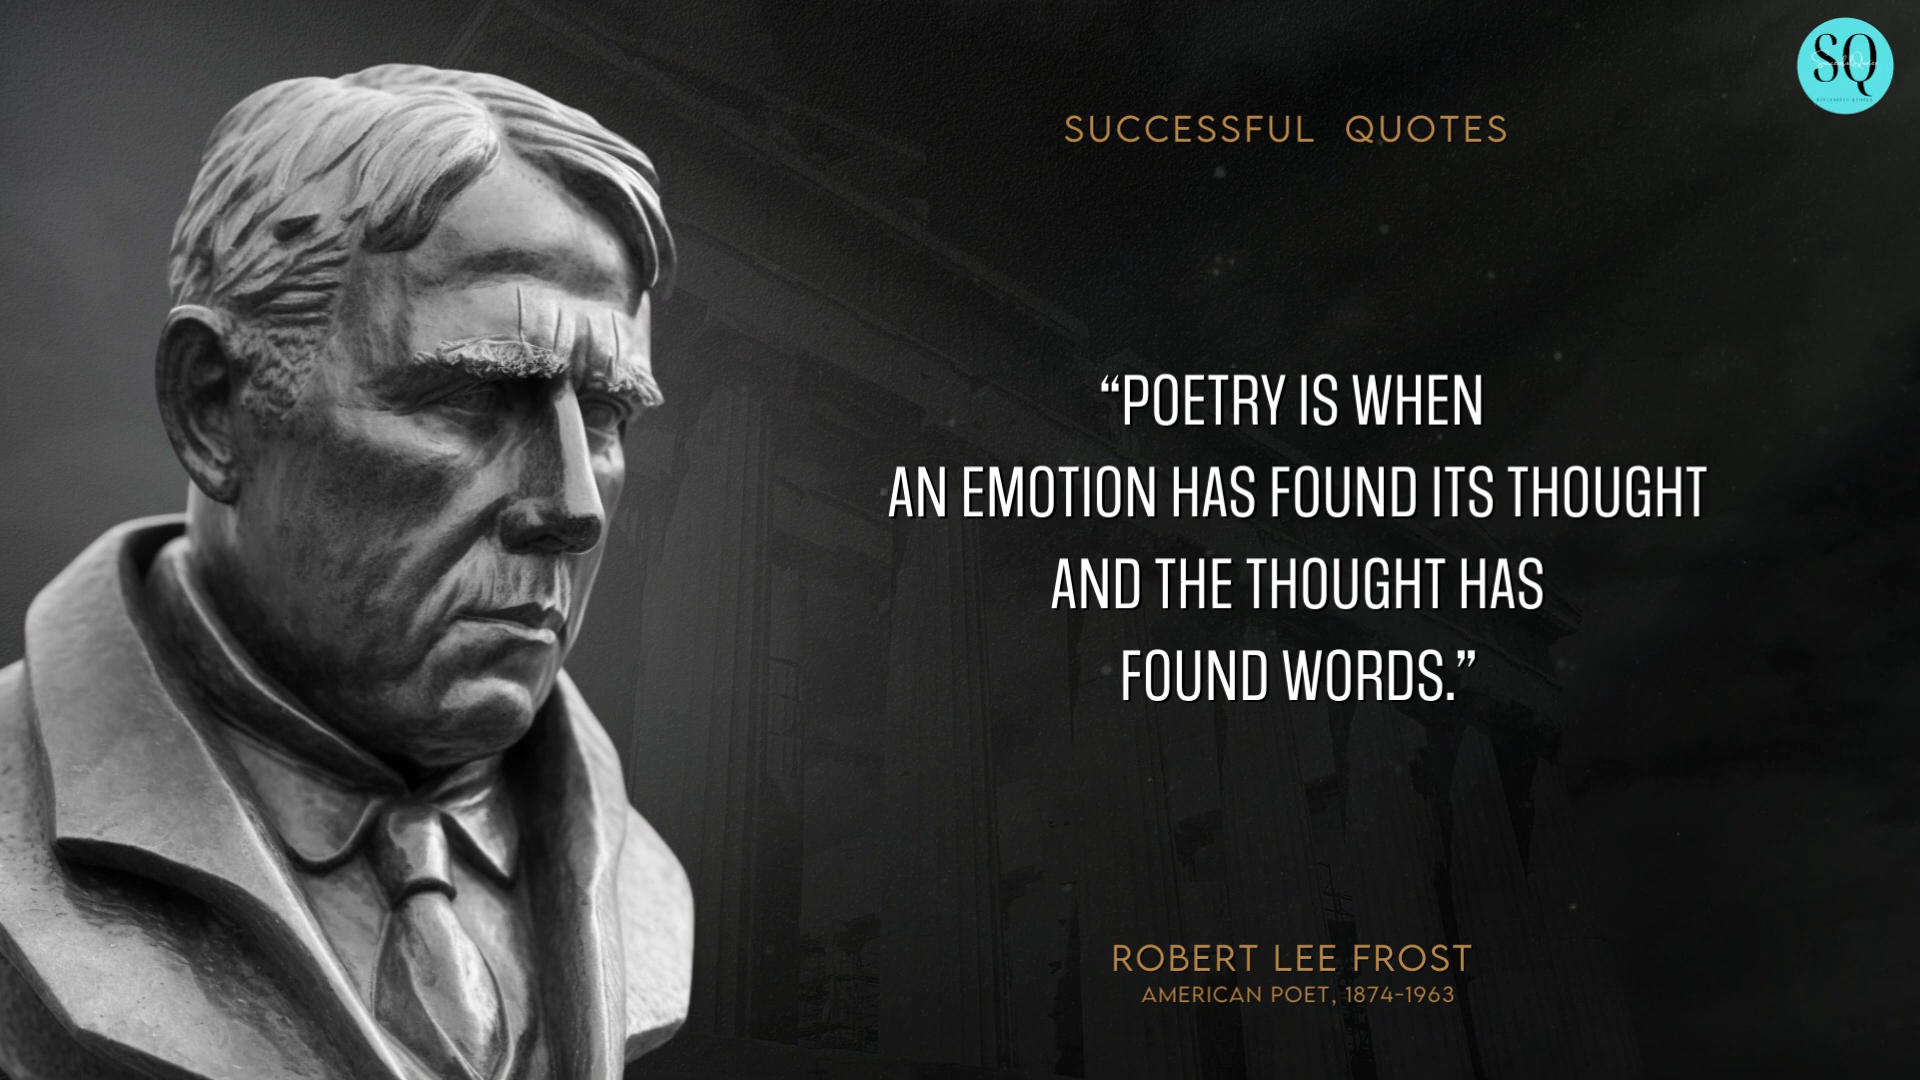 SQ
SUCCESSFUL QUOTES
“POETRY IS WHEN
AN EMOTION HAS FOUND ITS THOUGHT
AND THE THOUGHT HAS
FOUND WORDS.”
ROBERT LEE FROST
AMERICAN POET, 1874-1963